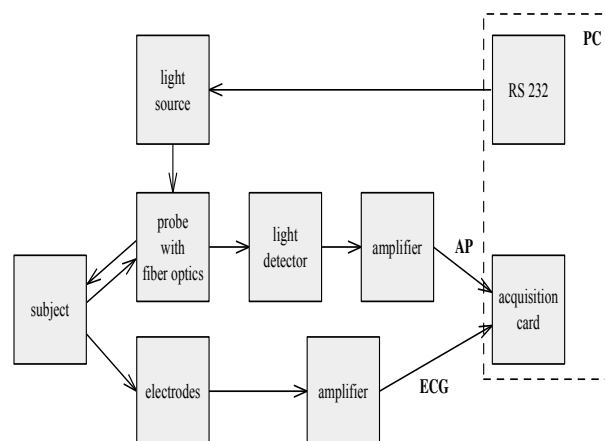 PC
light
source
RS 232
probe
with
fiber optics
light
detector
amplifier
AP
subject
acquisition
card
electrodes
amplifier
ECG